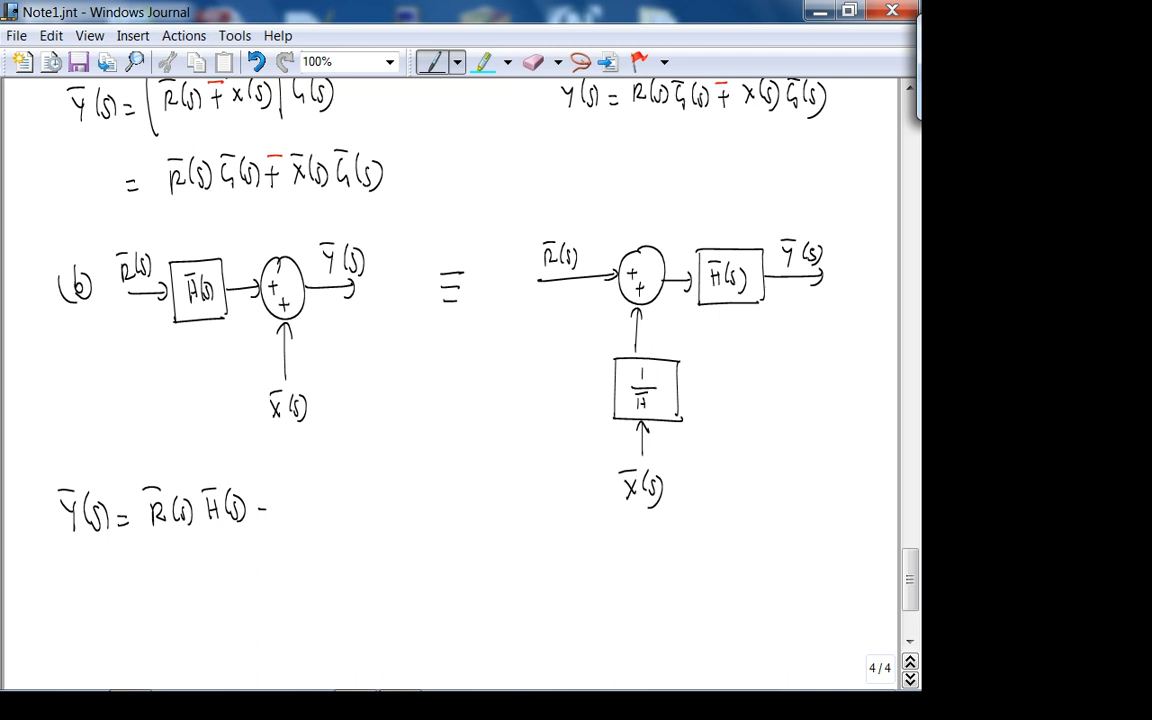 Note1.jnt - Windows Journal
File Edit View Insert Actions Tools Help
100%
Ȳ(s) = [R̄(s) ∓ X̄(s)] Ḡ(s)
Y(s) = R(s) Ḡ(s) ∓ X(s) Ḡ(s)
= R̄(s) Ḡ(s) ∓ X̄(s) Ḡ(s)
(b) R̄(s) H̄(s) + + Ȳ(s) ≡ R̄(s) + + H̄(s) Ȳ(s)
X̄(s)
1
H̄
X̄(s)
Ȳ(s) = R̄(s) H̄(s) -
4 / 4